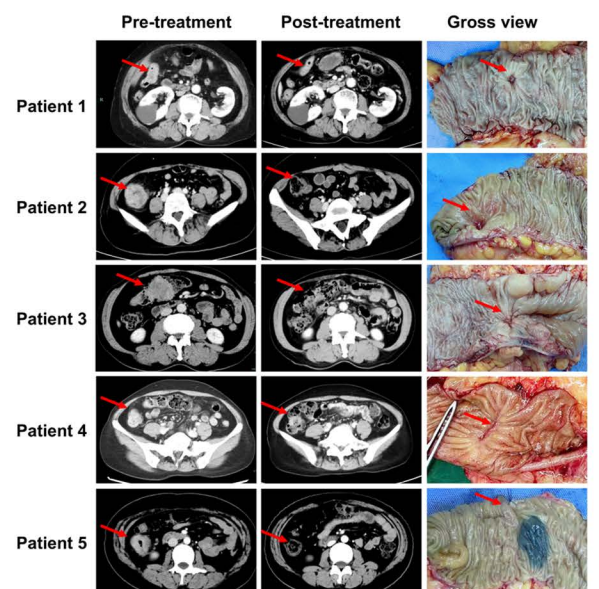 Pre-treatment Post-treatment Gross view
Patient 1
Patient 2
Patient 3
Patient 4
Patient 5